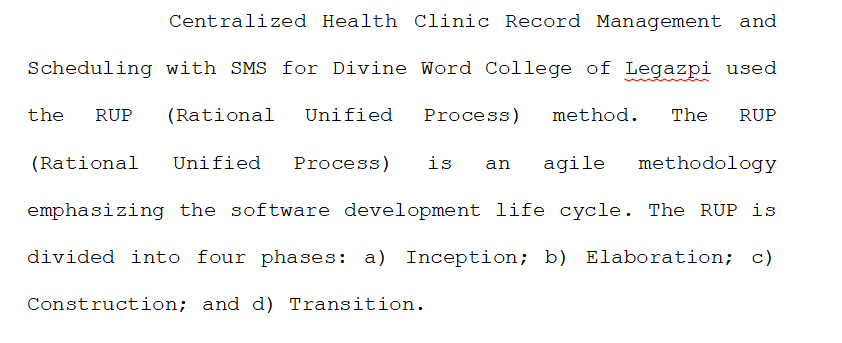 Centralized Health Clinic Record Management and
Scheduling with SMS for Divine Word College of Legazpi used
the RUP (Rational Unified Process) method. The RUP
(Rational Unified Process) is an agile methodology
emphasizing the software development life cycle. The RUP is
divided into four phases: a) Inception; b) Elaboration; c)
Construction; and d) Transition.